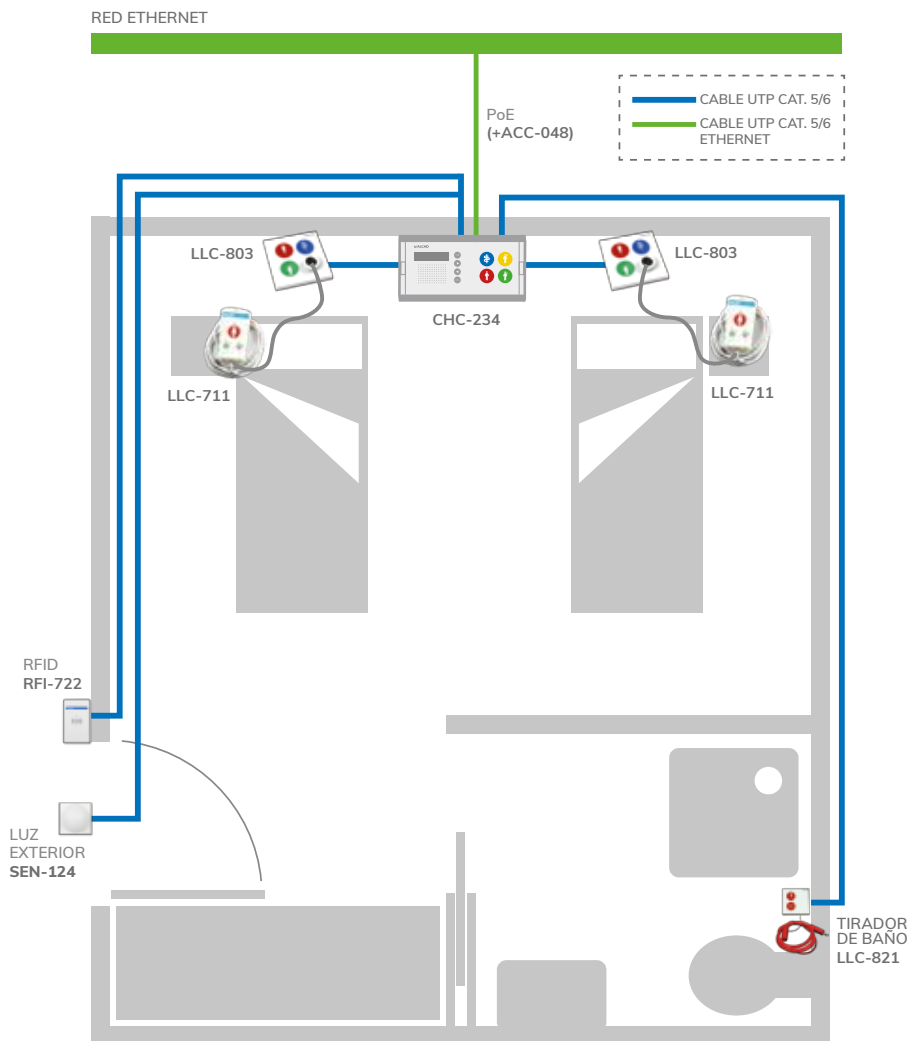 RED ETHERNET
CABLE UTP CAT. 5/6
CABLE UTP CAT. 5/6
ETHERNET
PoE
(+ACC-048)
LLC-803
LLC-803
CHC-234
LLC-711
LLC-711
RFID
RFI-722
LUZ
EXTERIOR
SEN-124
TIRADOR
DE BAÑO
LLC-821